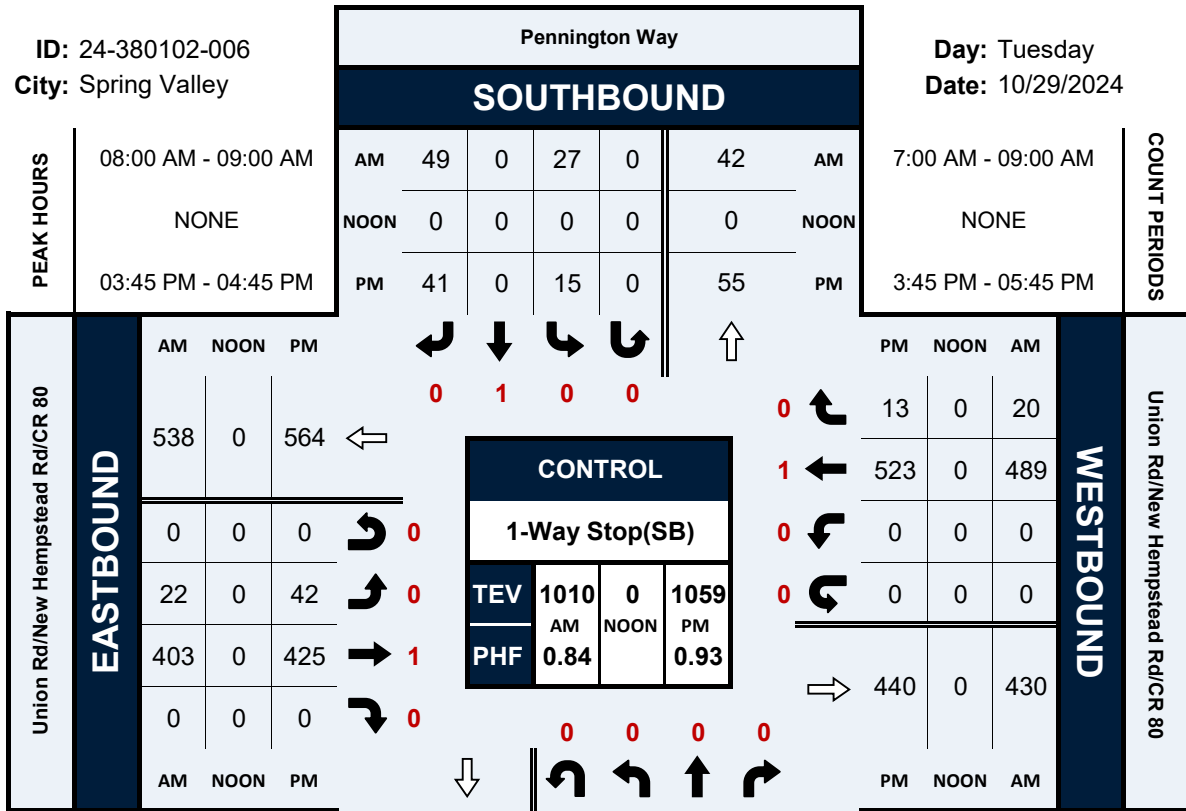 Pennington Way
ID: 24-380102-006
City: Spring Valley
SOUTHBOUND
Day: Tuesday
Date: 10/29/2024
PEAK HOURS
08:00 AM - 09:00 AM
NONE
03:45 PM - 04:45 PM
AM 49 0 27 0 42 AM
NOON 0 0 0 0 0 NOON
PM 41 0 15 0 55 PM
7:00 AM - 09:00 AM
NONE
3:45 PM - 05:45 PM
COUNT PERIODS
0 1 0 0
Union Rd/New Hempstead Rd/CR 80
EASTBOUND
AM NOON PM
538 0 564
0 0 0 0
22 0 42 0
403 0 425 1
0 0 0 0
AM NOON PM
CONTROL
1-Way Stop(SB)
TEV 1010 0 1059
AM NOON PM
PHF 0.84 0.93
PM NOON AM
0 13 0 20
1 523 0 489
0 0 0 0
0 0 0 0
440 0 430
PM NOON AM
WESTBOUND
Union Rd/New Hempstead Rd/CR 80
0 0 0 0